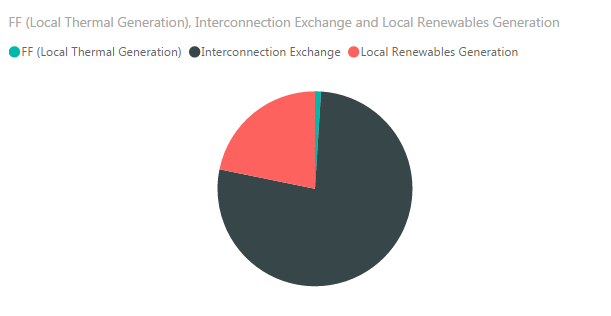 FF (Local Thermal Generation), Interconnection Exchange and Local Renewables Generation
FF (Local Thermal Generation) Interconnection Exchange Local Renewables Generation